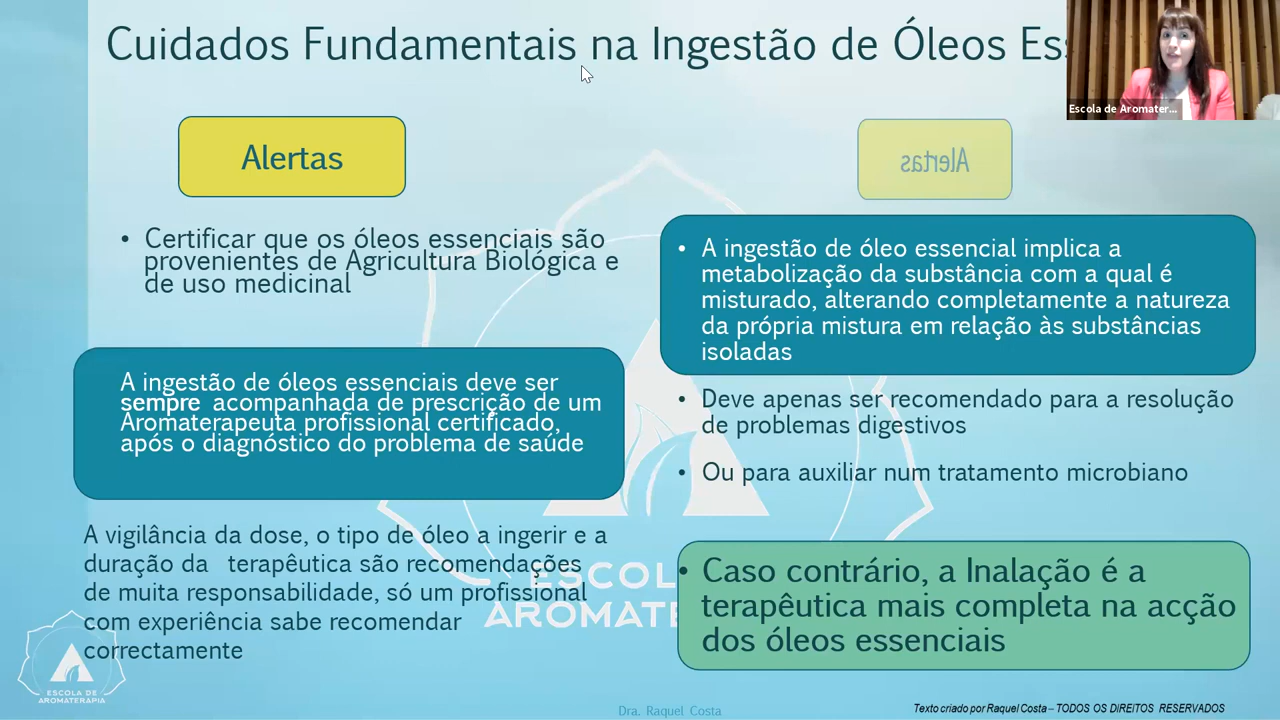 Cuidados Fundamentais na Ingestão de Óleos Es
Escola de Aromater...
Alertas
Alertas
• Certificar que os óleos essenciais são
provenientes de Agricultura Biológica e
de uso medicinal
A ingestão de óleos essenciais deve ser
sempre acompanhada de prescrição de um
Aromaterapeuta profissional certificado,
após o diagnóstico do problema de saúde
A vigilância da dose, o tipo de óleo a ingerir e a
duração da terapêutica são recomendações
de muita responsabilidade, só um profissional
com experiência sabe recomendar
correctamente
• A ingestão de óleo essencial implica a
metabolização da substância com a qual é
misturado, alterando completamente a natureza
da própria mistura em relação às substâncias
isoladas
• Deve apenas ser recomendado para a resolução
de problemas digestivos
• Ou para auxiliar num tratamento microbiano
• Caso contrário, a Inalação é a
terapêutica mais completa na acção
dos óleos essenciais
ESCOL
AROMATE
ESCOLA DE
AROMATERAPIA
Dra. Raquel Costa
Texto criado por Raquel Costa – TODOS OS DIREITOS RESERVADOS